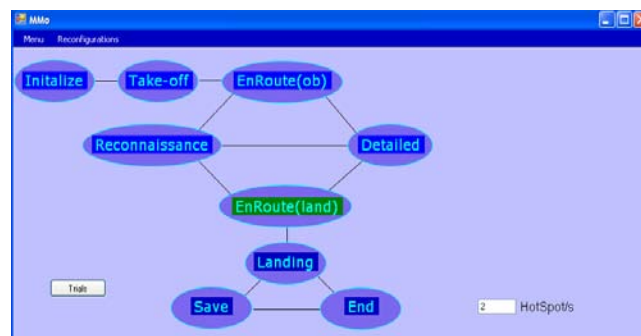 MMo
Menu Reconfigurations
Initalize Take-off EnRoute(ob)
Reconnaissance Detailed
EnRoute(land)
Landing
Trials
Save End
2 HotSpot/s